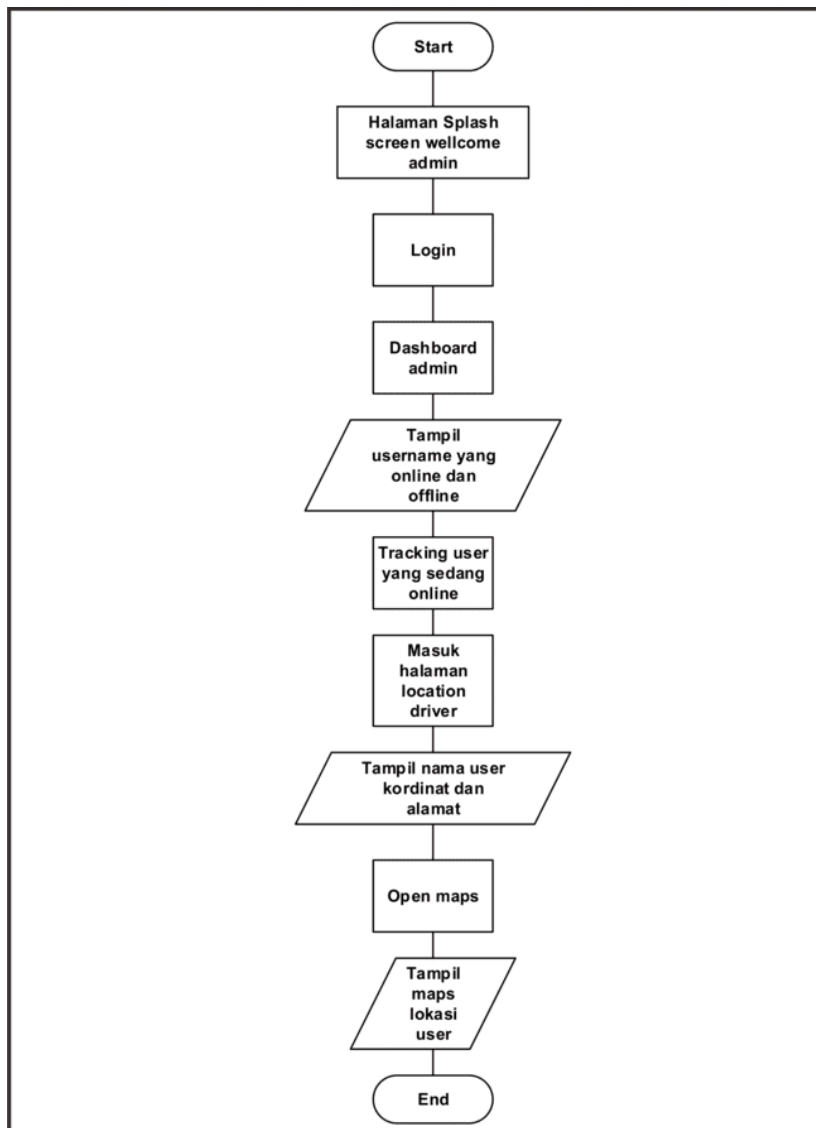 Start
Halaman Splash
screen wellcome
admin
Login
Dashboard
admin
Tampil
username yang
online dan
offline
Tracking user
yang sedang
online
Masuk
halaman
location
driver
Tampil nama user
kordinat dan
alamat
Open maps
Tampil
maps
lokasi
user
End